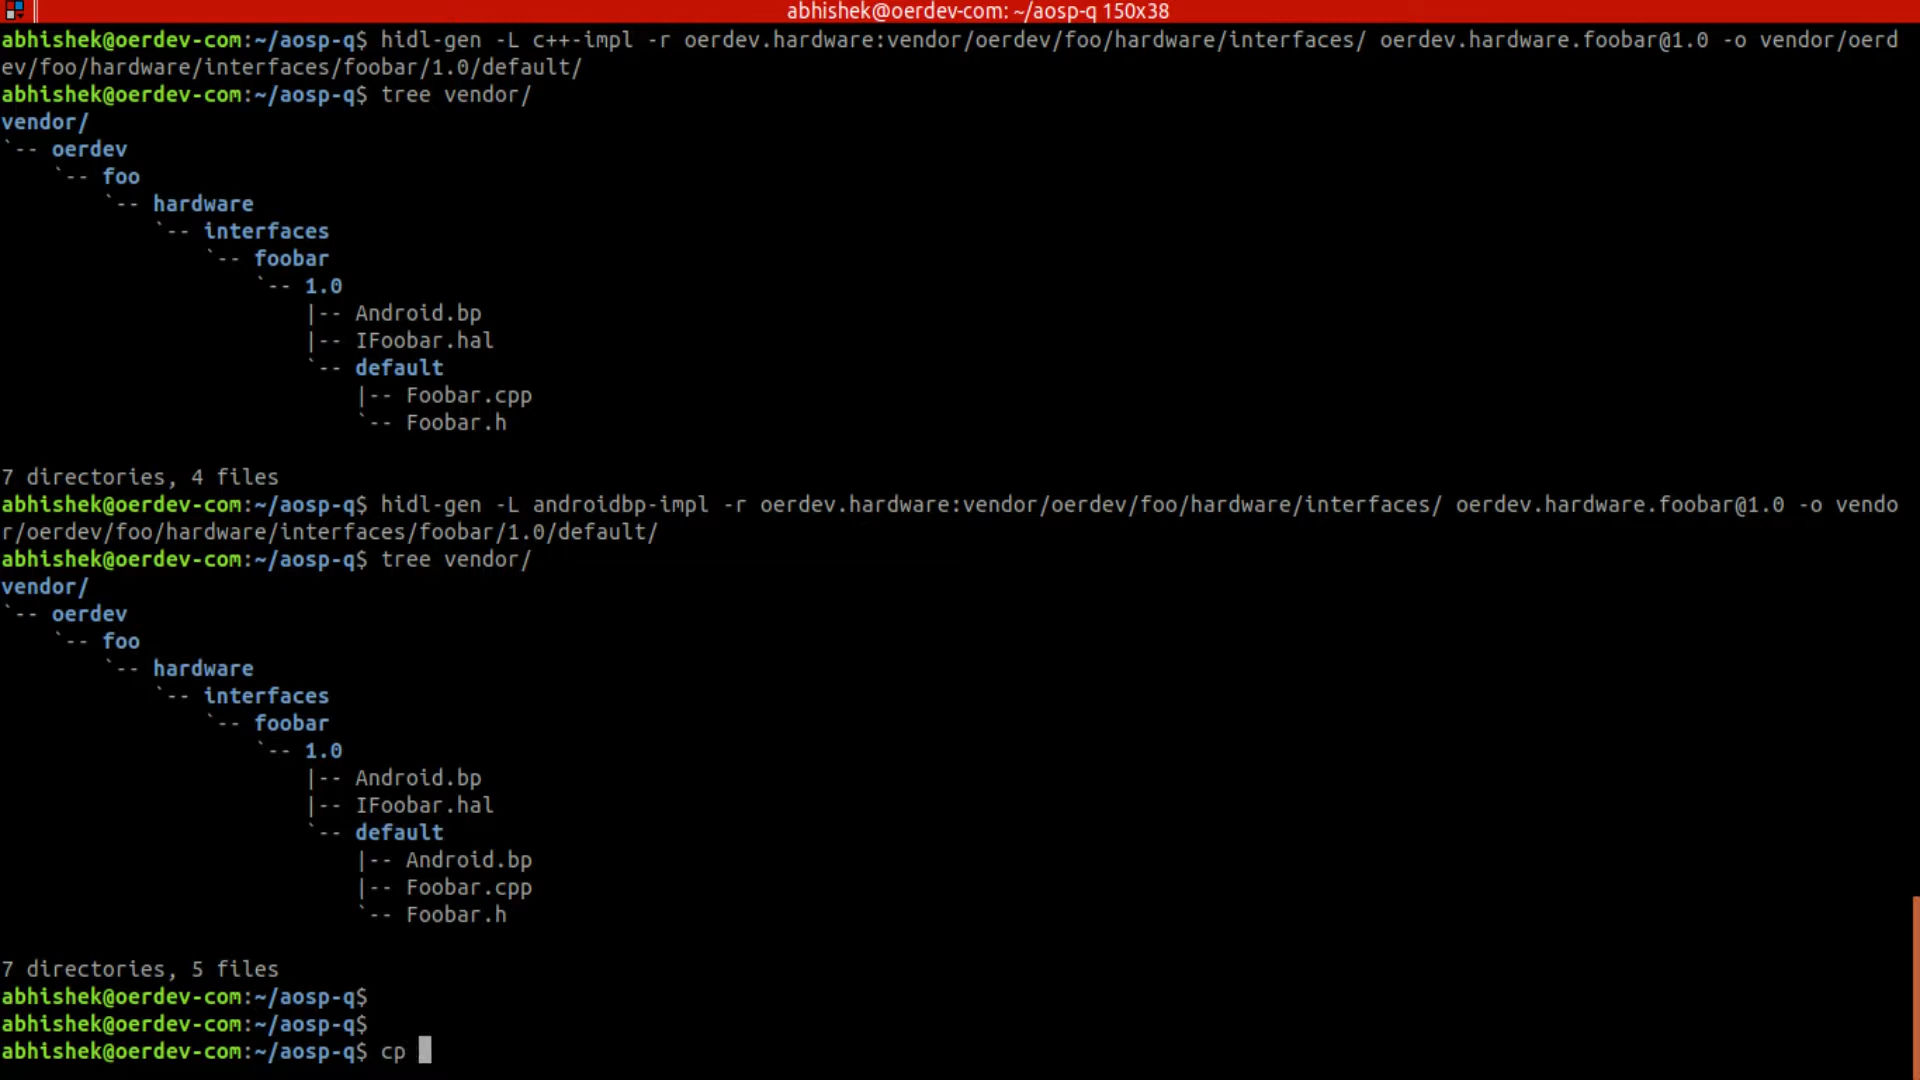 abhishek@oerdev-com: ~/aosp-q 150x38
abhishek@oerdev-com:~/aosp-q$ hidl-gen -L c++-impl -r oerdev.hardware:vendor/oerdev/foo/hardware/interfaces/ oerdev.hardware.foobar@1.0 -o vendor/oerd
ev/foo/hardware/interfaces/foobar/1.0/default/
abhishek@oerdev-com:~/aosp-q$ tree vendor/
vendor/
`-- oerdev
    `-- foo
        `-- hardware
            `-- interfaces
                `-- foobar
                    `-- 1.0
                        |-- Android.bp
                        |-- IFoobar.hal
                        `-- default
                            |-- Foobar.cpp
                            `-- Foobar.h
7 directories, 4 files
abhishek@oerdev-com:~/aosp-q$ hidl-gen -L androidbp-impl -r oerdev.hardware:vendor/oerdev/foo/hardware/interfaces/ oerdev.hardware.foobar@1.0 -o vendo
r/oerdev/foo/hardware/interfaces/foobar/1.0/default/
abhishek@oerdev-com:~/aosp-q$ tree vendor/
vendor/
`-- oerdev
    `-- foo
        `-- hardware
            `-- interfaces
                `-- foobar
                    `-- 1.0
                        |-- Android.bp
                        |-- IFoobar.hal
                        `-- default
                            |-- Android.bp
                            |-- Foobar.cpp
                            `-- Foobar.h
7 directories, 5 files
abhishek@oerdev-com:~/aosp-q$
abhishek@oerdev-com:~/aosp-q$
abhishek@oerdev-com:~/aosp-q$ cp